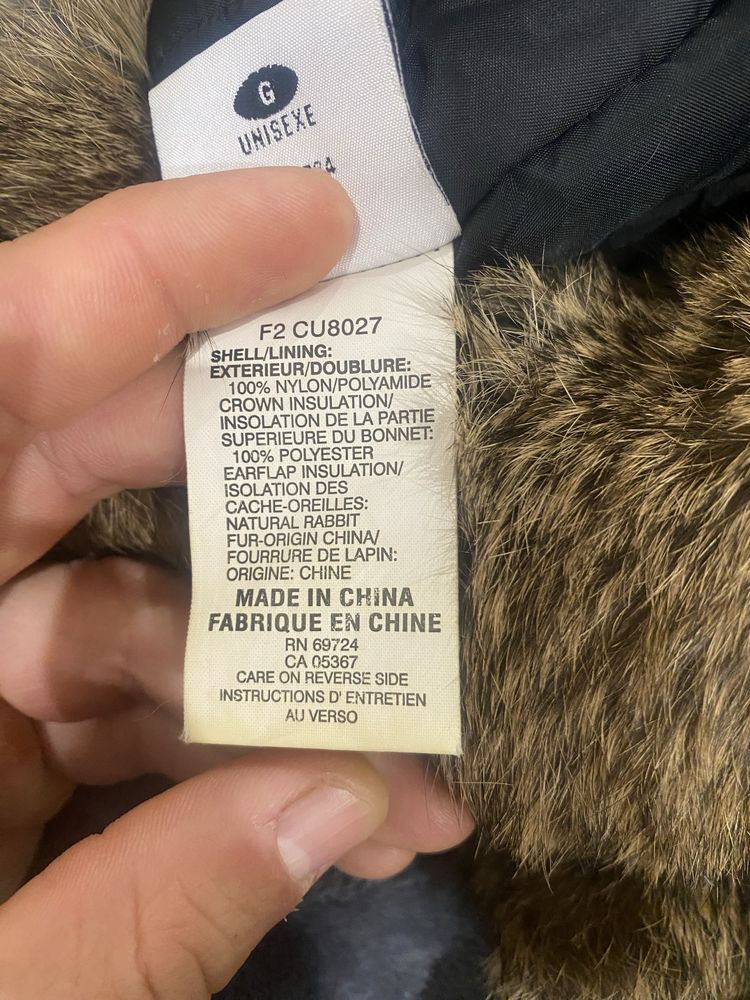 G
UNISEXE
F2 CU8027
SHELL/LINING:
EXTERIEUR/DOUBLURE:
100% NYLON/POLYAMIDE
CROWN INSULATION/
INSOLATION DE LA PARTIE
SUPERIEURE DU BONNET:
100% POLYESTER
EARFLAP INSULATION/
ISOLATION DES
CACHE-OREILLES:
NATURAL RABBIT
FUR-ORIGIN CHINA/
FOURRURE DE LAPIN:
ORIGINE: CHINE
MADE IN CHINA
FABRIQUE EN CHINE
RN 69724
CA 05367
CARE ON REVERSE SIDE
INSTRUCTIONS D' ENTRETIEN
AU VERSO